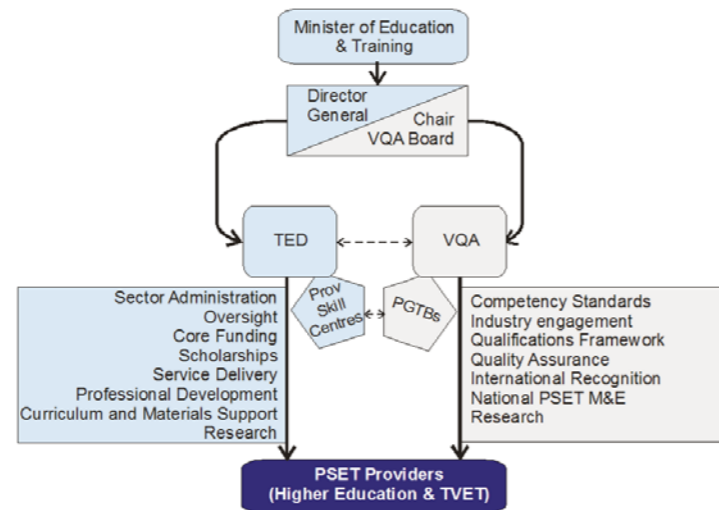 Minister of Education
& Training
Director
General
Chair
VQA Board
TED
VQA
Prov
Skill
Centres
PGTBs
Sector Administration
Oversight
Core Funding
Scholarships
Service Delivery
Professional Development
Curriculum and Materials Support
Research
Competency Standards
Industry engagement
Qualifications Framework
Quality Assurance
International Recognition
National PSET M&E
Research
PSET Providers
(Higher Education & TVET)